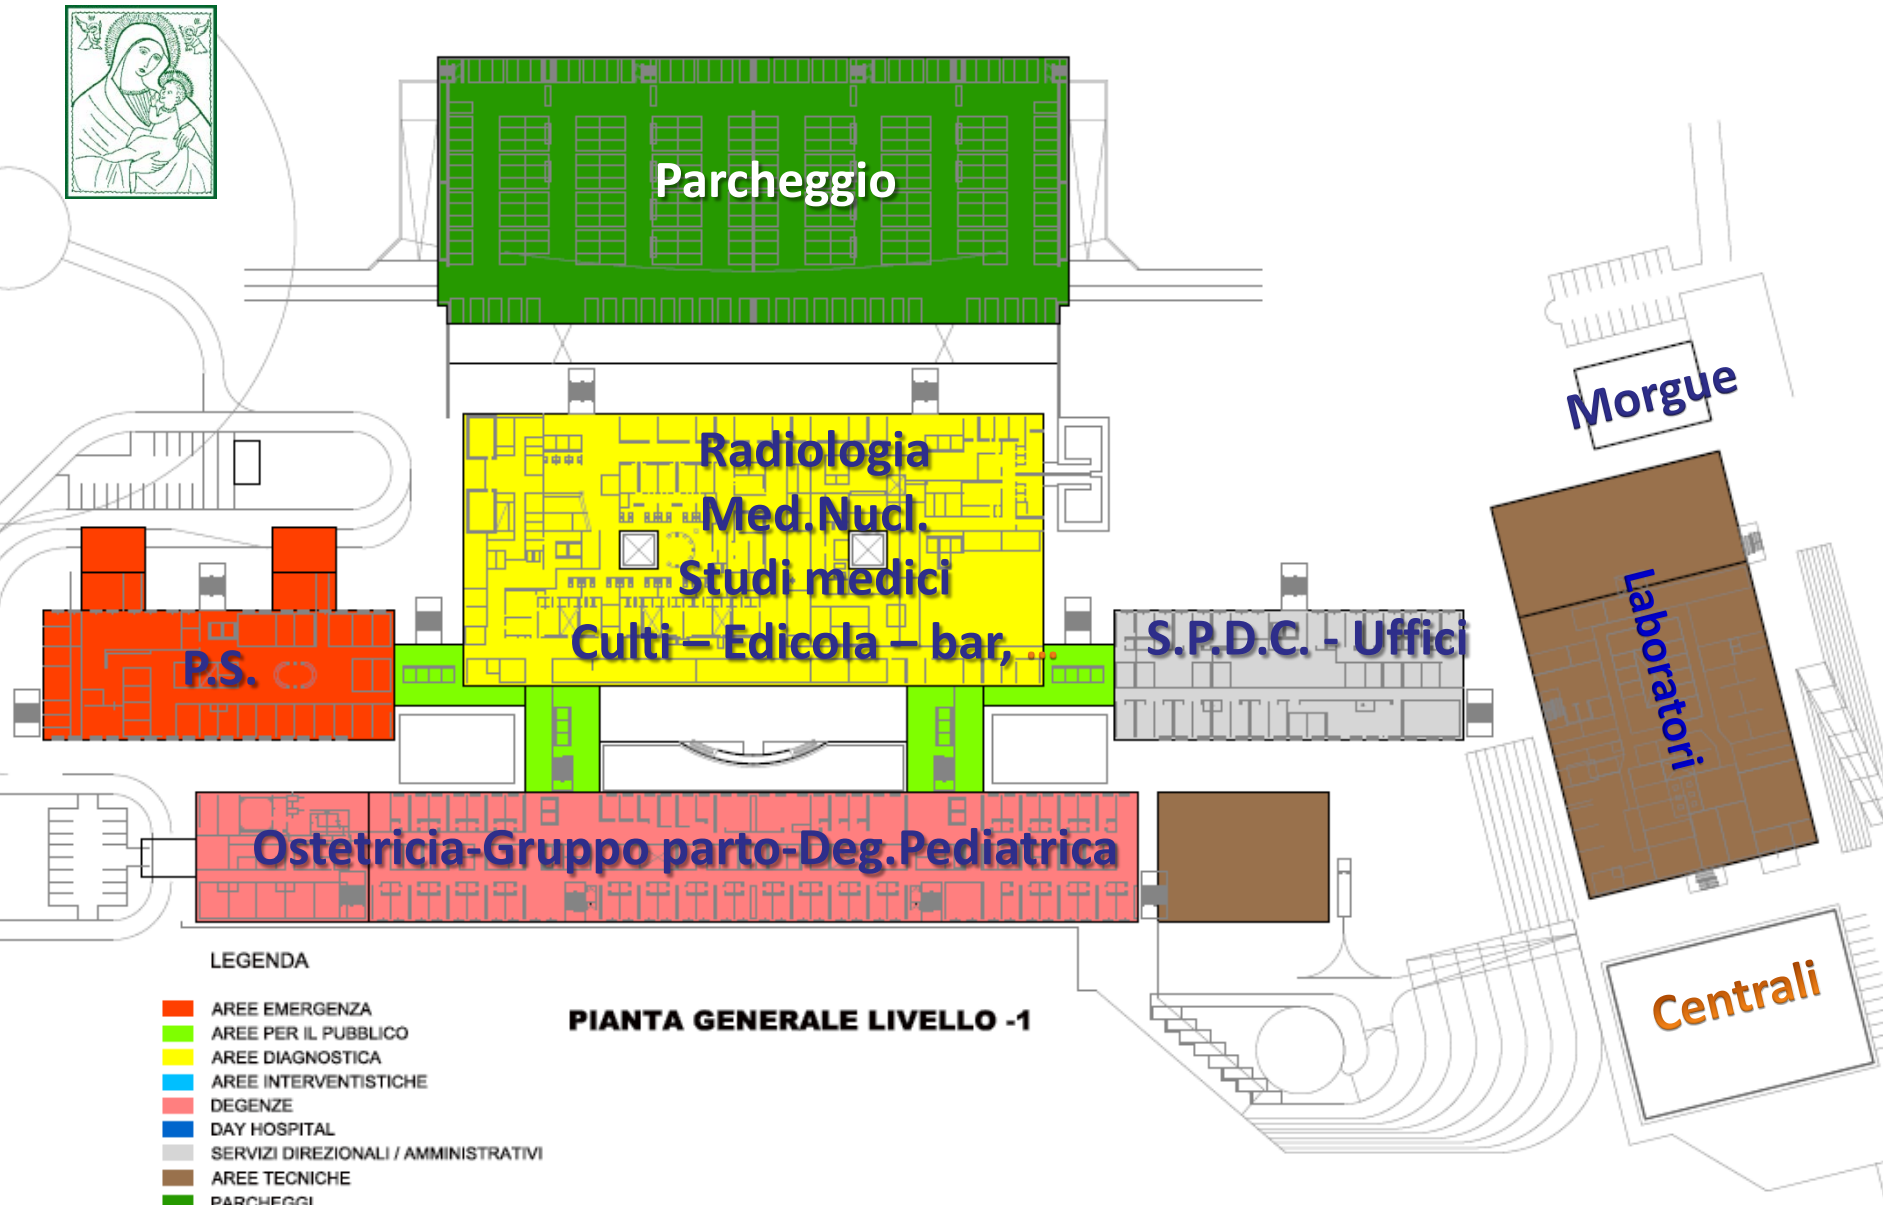 Parcheggio
Morgue
Radiologia
Med.Nucl.
Studi medici
Culti – Edicola – bar, ...
P.S.
S.P.D.C. - Uffici
Laboratori
Ostetricia-Gruppo parto-Deg.Pediatrica
Centrali
LEGENDA
AREE EMERGENZA
AREE PER IL PUBBLICO
AREE DIAGNOSTICA
AREE INTERVENTISTICHE
DEGENZE
DAY HOSPITAL
SERVIZI DIREZIONALI / AMMINISTRATIVI
AREE TECNICHE
PARCHEGGI
PIANTA GENERALE LIVELLO -1